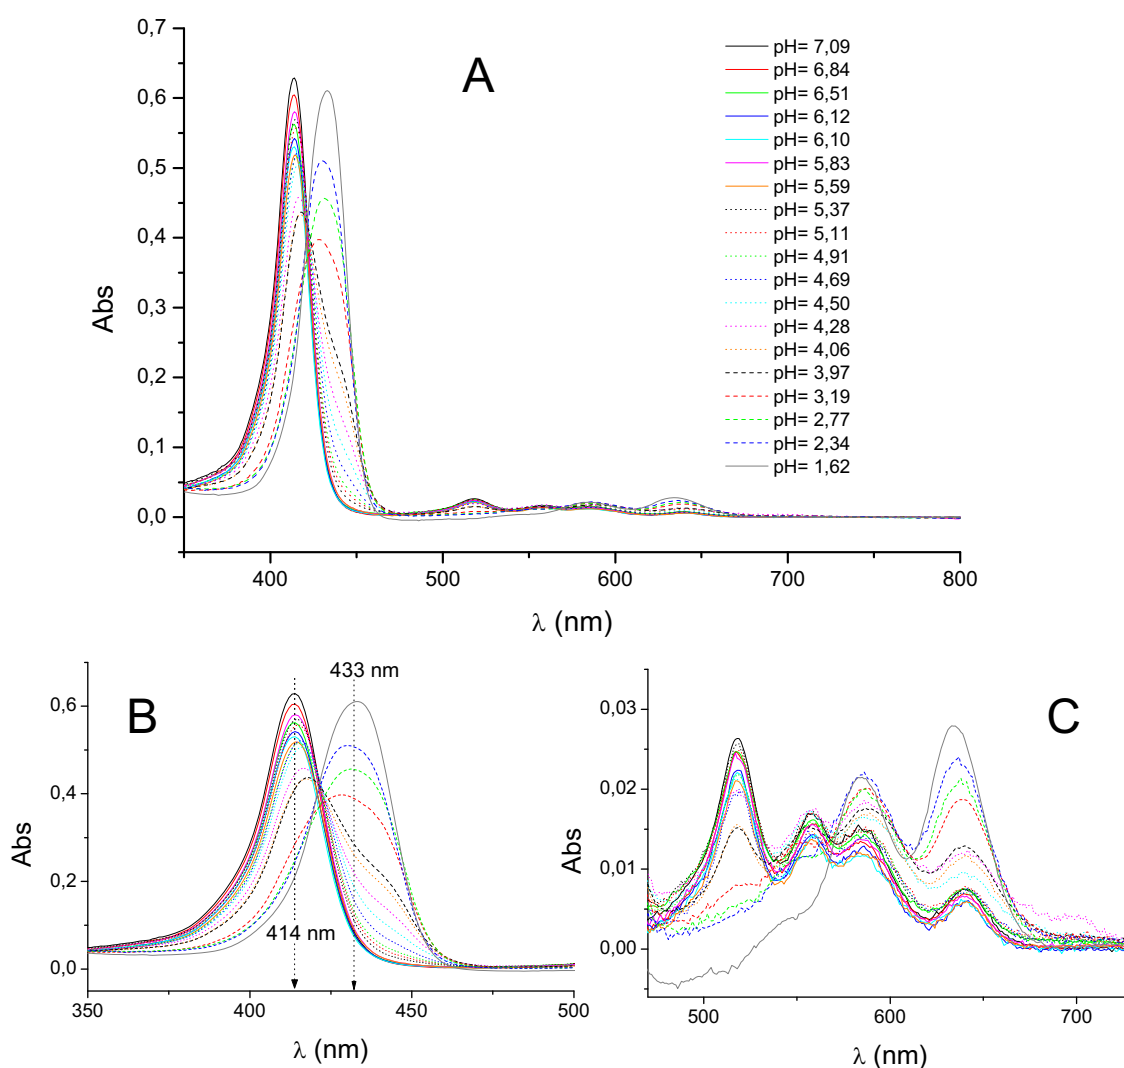 0,7
0,6
0,5
0,4
0,3
0,2
0,1
0,0
Abs
A
400
500
600
700
800
λ (nm)
pH= 7,09
pH= 6,84
pH= 6,51
pH= 6,12
pH= 6,10
pH= 5,83
pH= 5,59
pH= 5,37
pH= 5,11
pH= 4,91
pH= 4,69
pH= 4,50
pH= 4,28
pH= 4,06
pH= 3,97
pH= 3,19
pH= 2,77
pH= 2,34
pH= 1,62
0,6
0,4
0,2
0,0
Abs
B
433 nm
414 nm
350
400
450
500
λ (nm)
0,03
0,02
0,01
0,00
Abs
C
500
600
700
λ (nm)